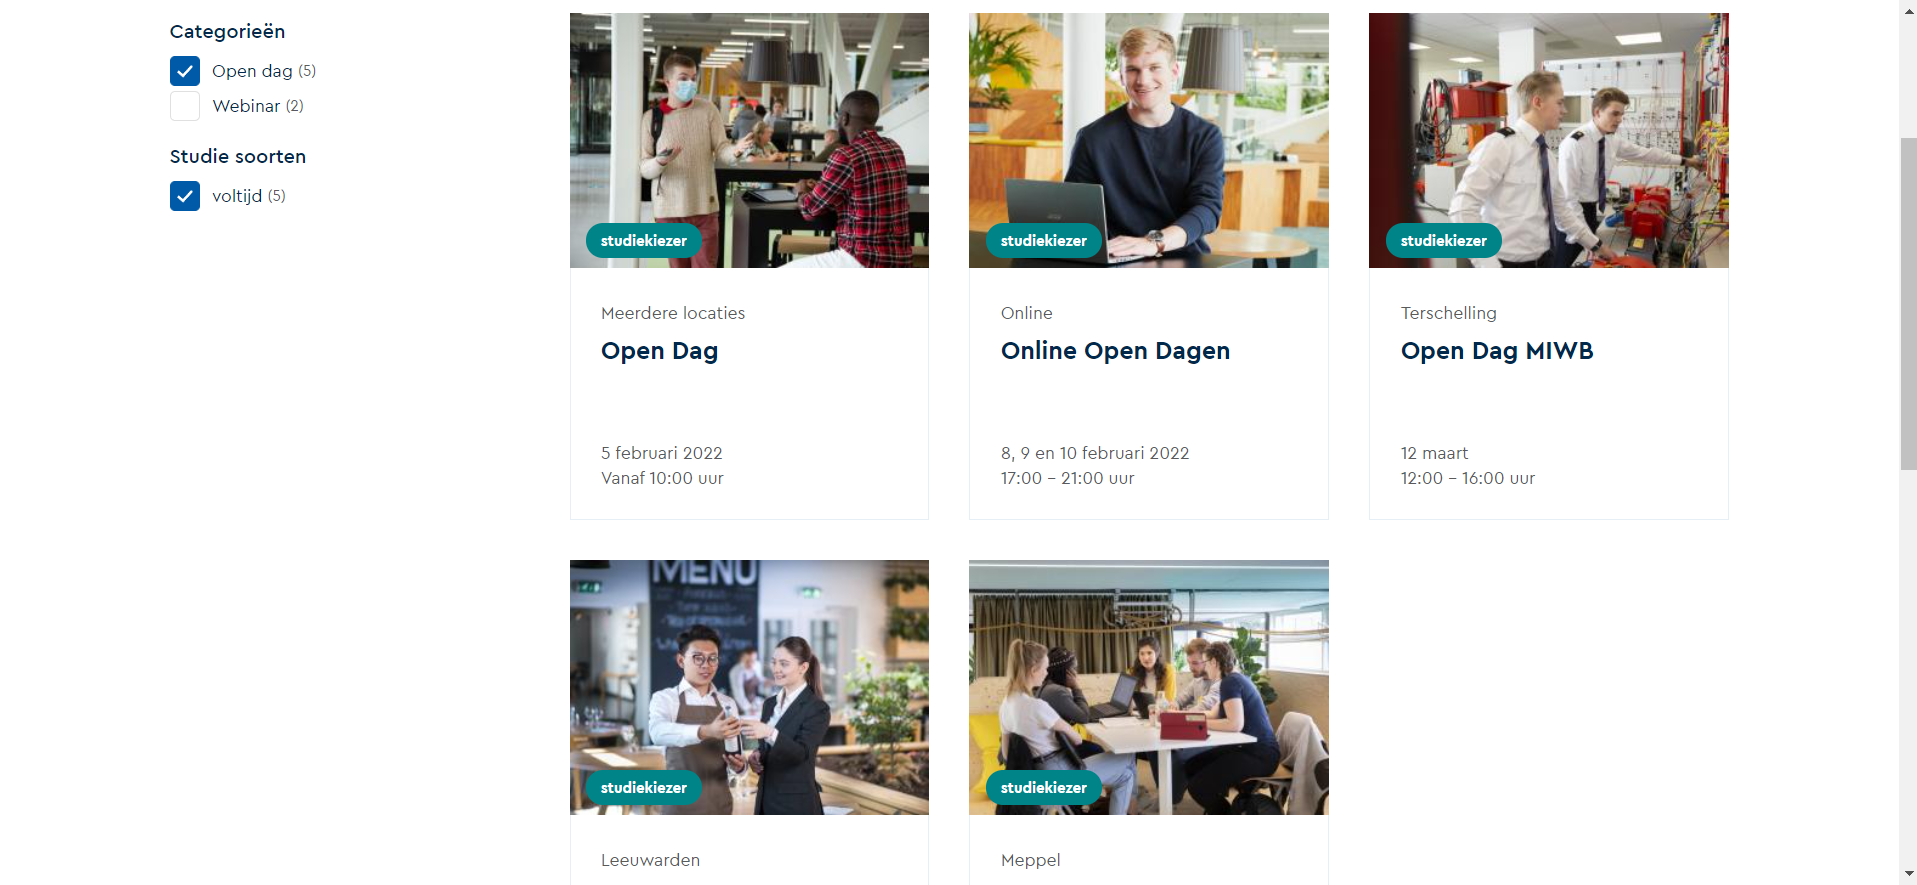 Categorieën
Open dag (5)
Webinar (2)
Studie soorten
voltijd (5)
studiekiezer
Meerdere locaties
Open Dag
5 februari 2022
Vanaf 10:00 uur
studiekiezer
Online
Online Open Dagen
8, 9 en 10 februari 2022
17:00 – 21:00 uur
studiekiezer
Terschelling
Open Dag MIWB
12 maart
12:00 – 16:00 uur
MENU
studiekiezer
Leeuwarden
studiekiezer
Meppel